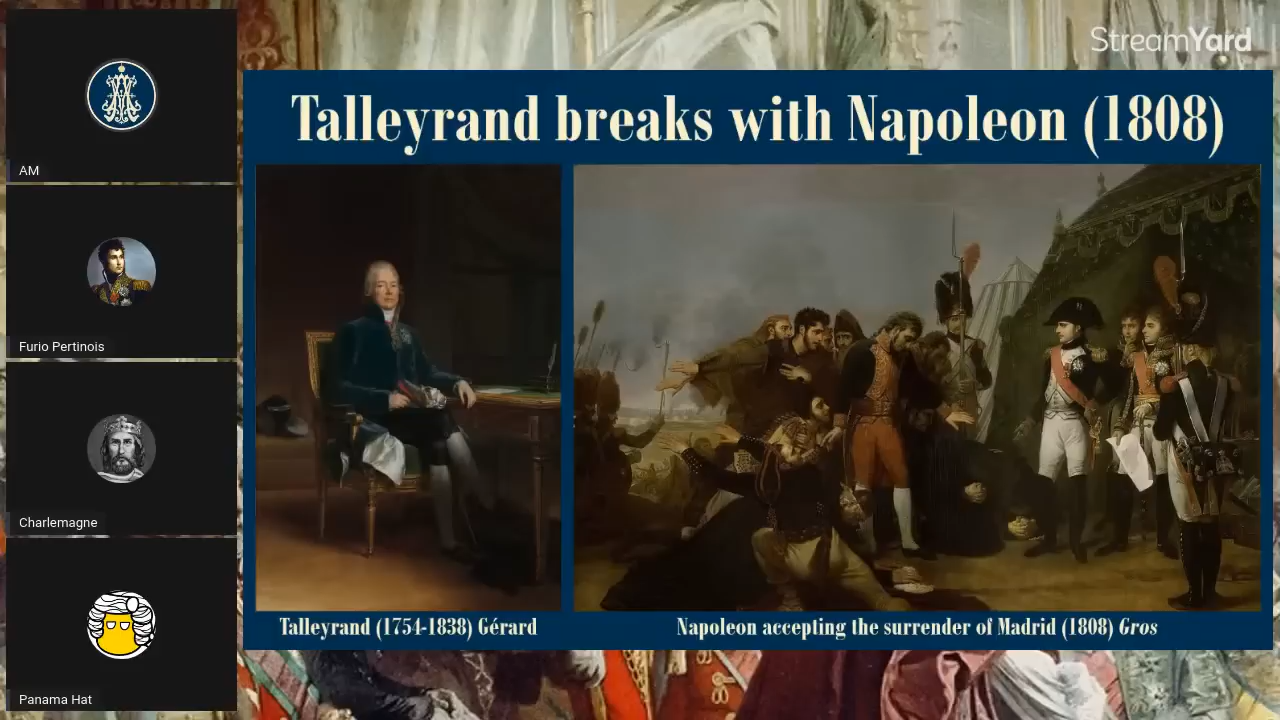 StreamYard
AM
Furio Pertinois
Charlemagne
Panama Hat
Talleyrand breaks with Napoleon (1808)
Talleyrand (1754-1838) Gérard
Napoleon accepting the surrender of Madrid (1808) Gros